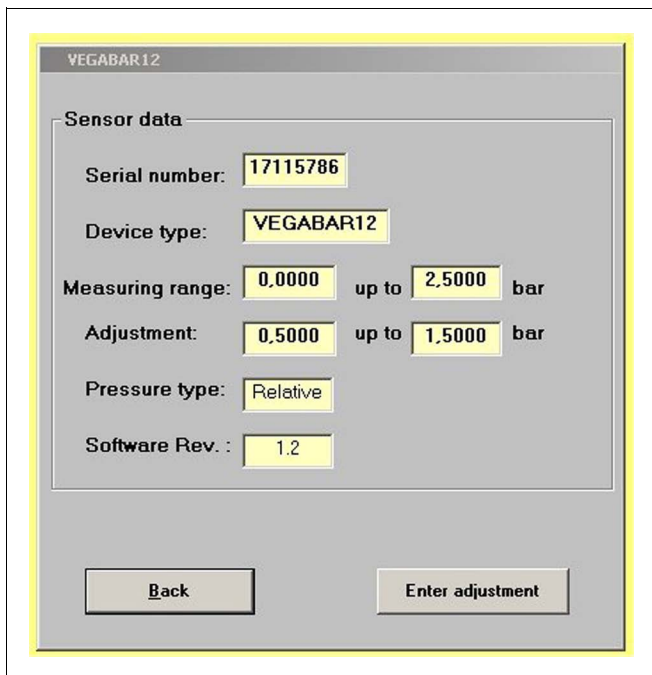 VEGABAR12
Sensor data
Serial number: 17115786
Device type: VEGABAR12
Measuring range: 0,0000 up to 2,5000 bar
Adjustment: 0,5000 up to 1,5000 bar
Pressure type: Relative
Software Rev. : 1.2
Back Enter adjustment